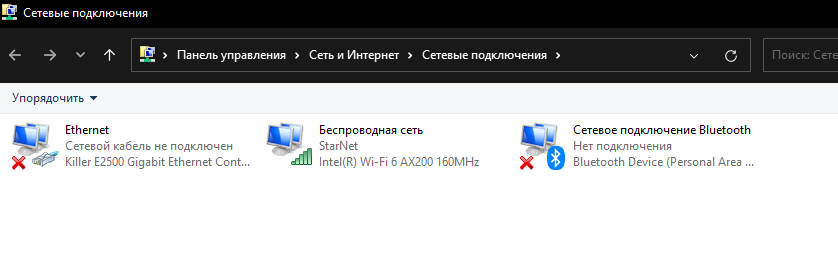 Сетевые подключения
Панель управления
Сеть и Интернет
Сетевые подключения
Поиск: Сете
Упорядочить
Ethernet
Сетевой кабель не подключен
Killer E2500 Gigabit Ethernet Cont...
Беспроводная сеть
StarNet
Intel(R) Wi-Fi 6 AX200 160MHz
Сетевое подключение Bluetooth
Нет подключения
Bluetooth Device (Personal Area ...